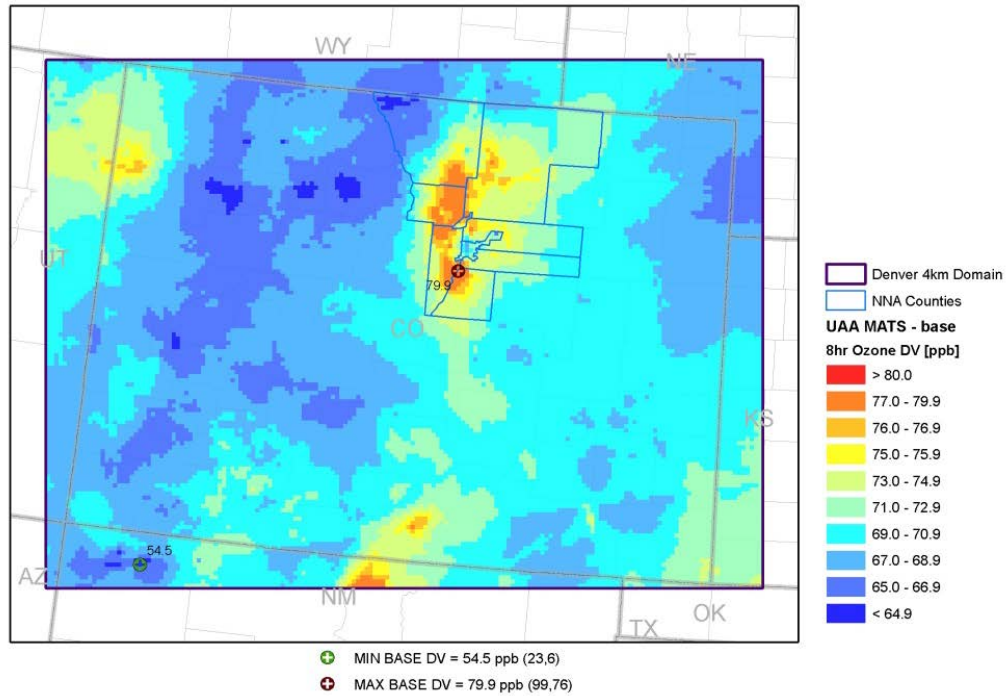 WY
NE
UT
79.9
CO
KS
54.5
AZ
NM
TX
OK
Denver 4km Domain
NNA Counties
UAA MATS - base
8hr Ozone DV [ppb]
> 80.0
77.0 - 79.9
76.0 - 76.9
75.0 - 75.9
73.0 - 74.9
71.0 - 72.9
69.0 - 70.9
67.0 - 68.9
65.0 - 66.9
< 64.9
MIN BASE DV = 54.5 ppb (23,6)
MAX BASE DV = 79.9 ppb (99,76)